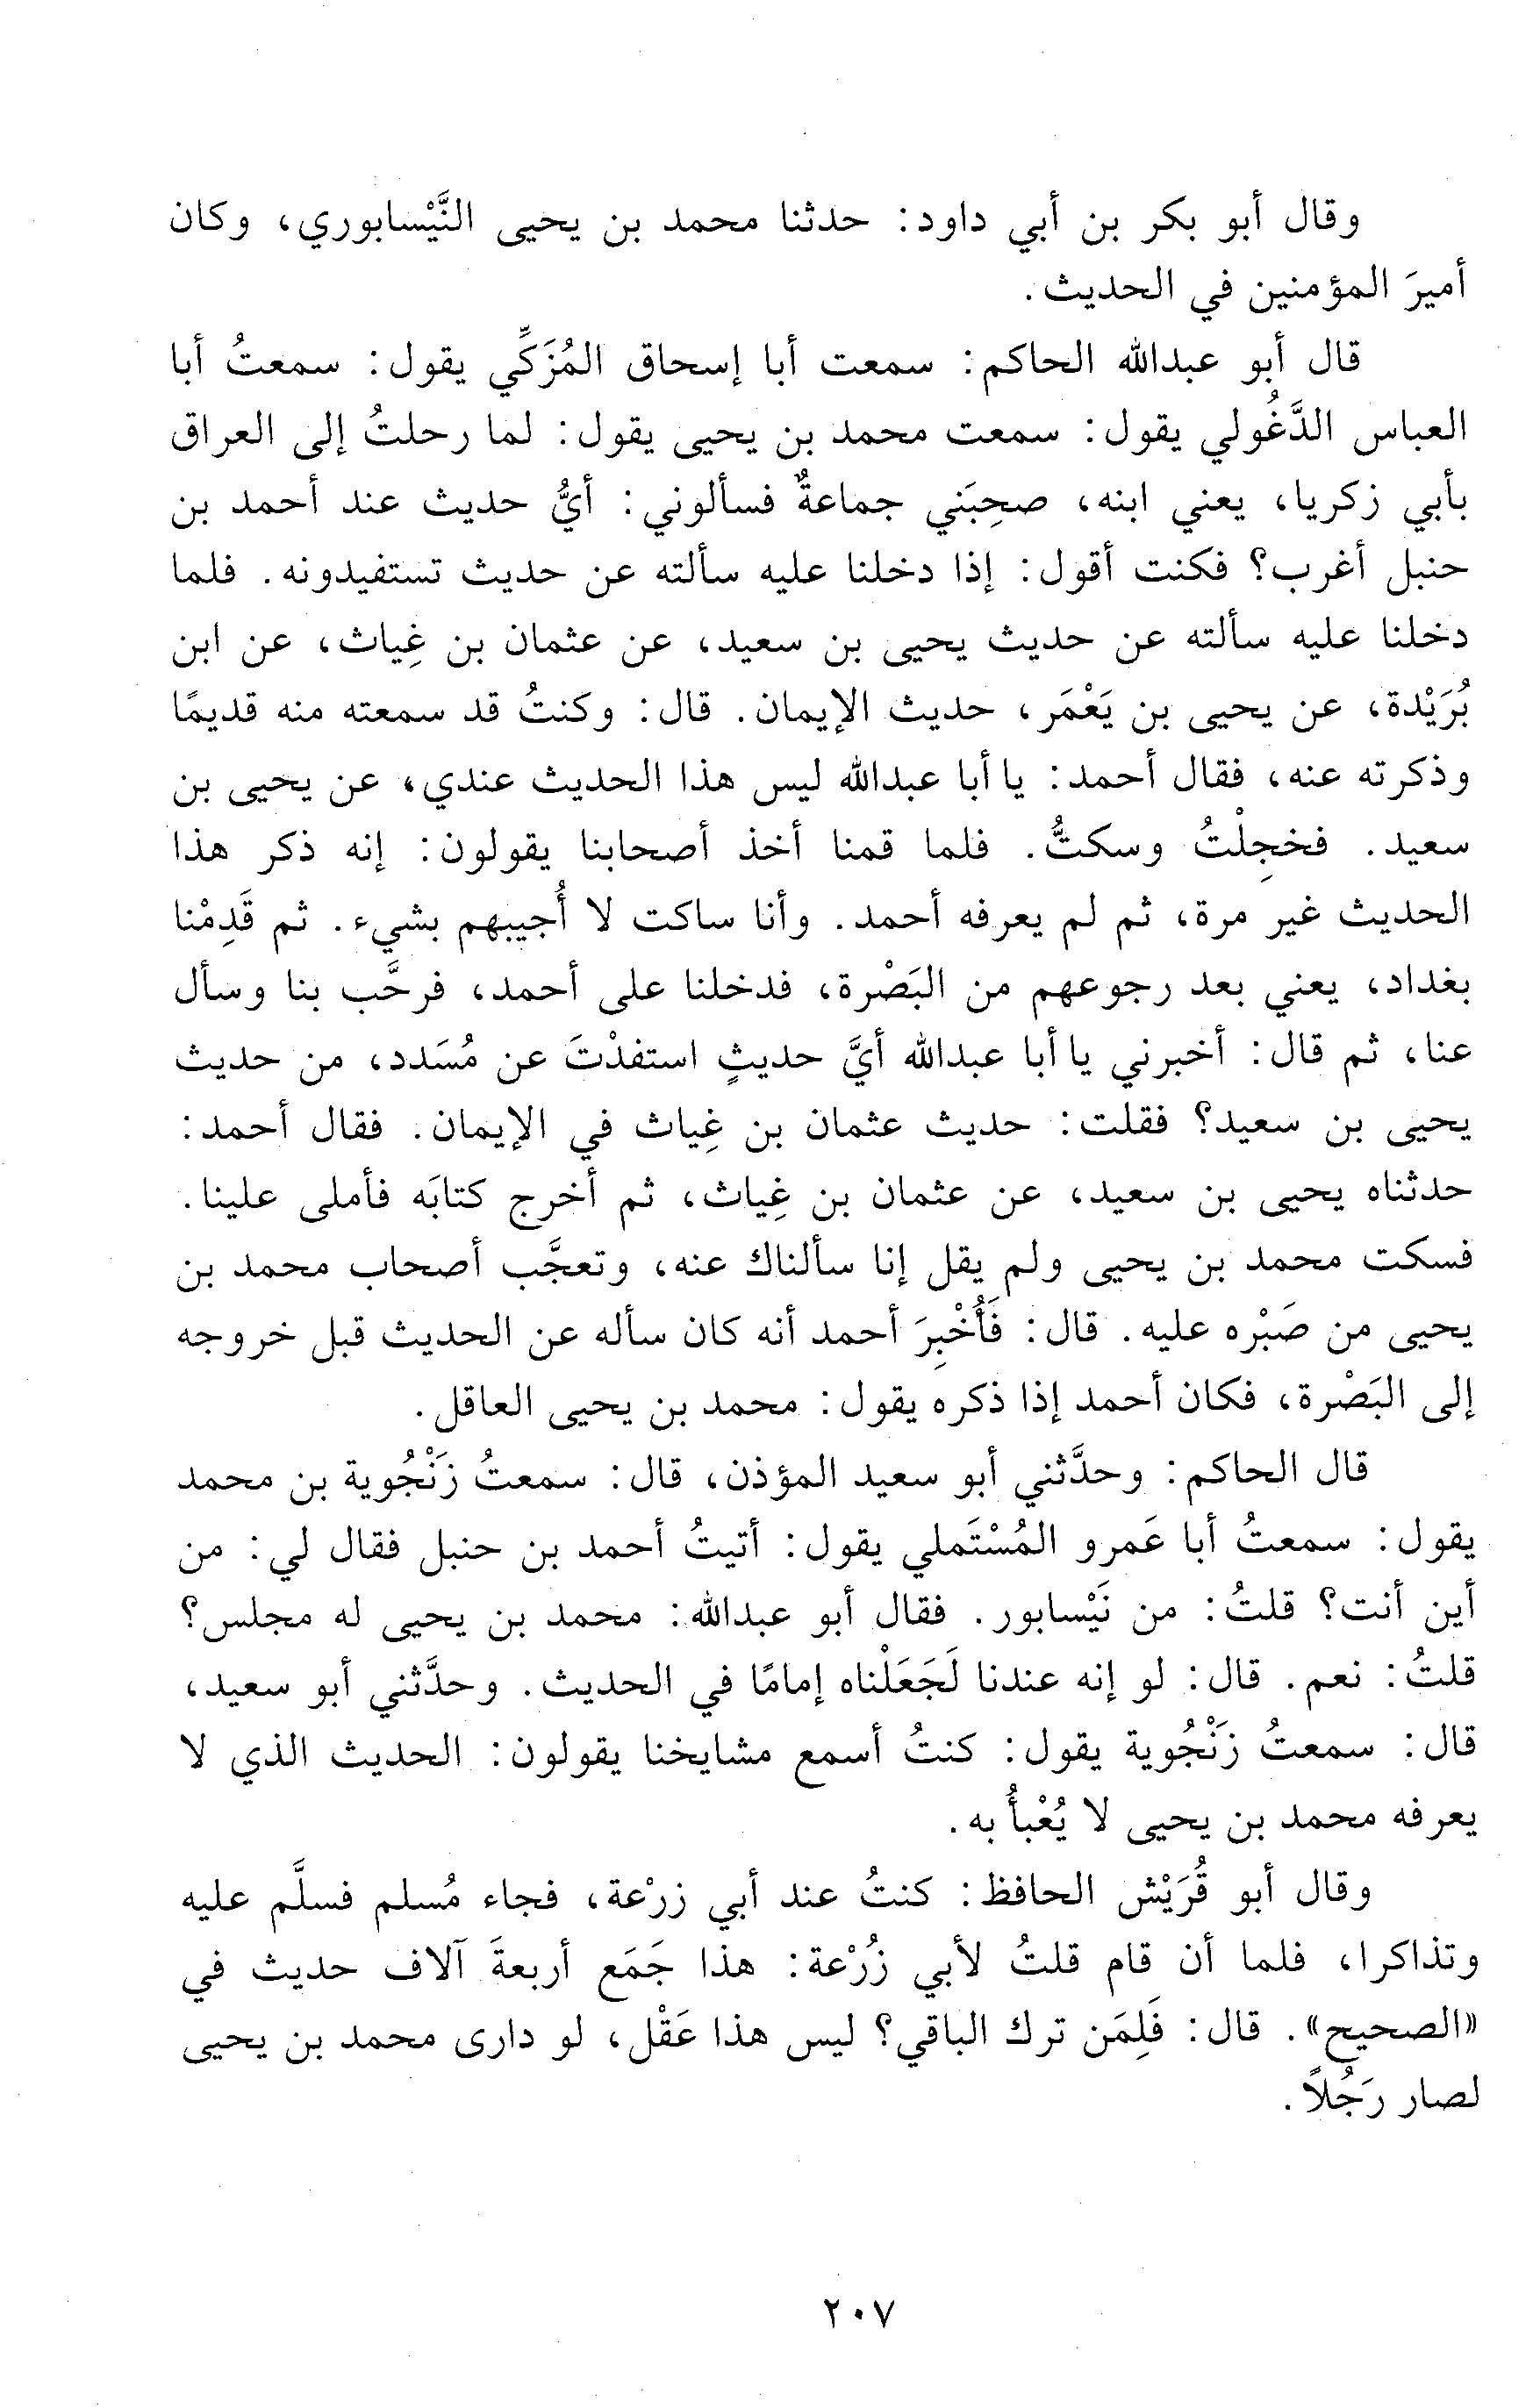 وقال أبو بكر بن أبي داود: حدثنا محمد بن يحيى النَّيْسابوري، وكان
أميرَ المؤمنين في الحديث.
قال أبو عبدالله الحاكم: سمعت أبا إسحاق المُزَكِّي يقول: سمعتُ أبا
العباس الدَّغُولي يقول: سمعت محمد بن يحيى يقول: لما رحلتُ إلى العراق
بأبي زكريا، يعني ابنه، صحِبَني جماعةٌ فسألوني: أيُّ حديث عند أحمد بن
حنبل أغرب؟ فكنت أقول: إذا دخلنا عليه سألته عن حديث تستفيدونه. فلما
دخلنا عليه سألته عن حديث يحيى بن سعيد، عن عثمان بن غِياث، عن ابن
بُرَيْدة، عن يحيى بن يَعْمَر، حديث الإيمان. قال: وكنتُ قد سمعته منه قديمًا
وذكرته عنه، فقال أحمد: يا أبا عبدالله ليس هذا الحديث عندي، عن يحيى بن
سعيد. فخجِلْتُ وسكتُّ. فلما قمنا أخذ أصحابنا يقولون: إنه ذكر هذا
الحديث غير مرة، ثم لم يعرفه أحمد. وأنا ساكت لا أُجيبهم بشيء. ثم قَدِمْنا
بغداد، يعني بعد رجوعهم من البَصْرة، فدخلنا على أحمد، فرحَّب بنا وسأل
عنا، ثم قال: أخبرني يا أبا عبدالله أيَّ حديثٍ استفدْتَ عن مُسَدد، من حديث
يحيى بن سعيد؟ فقلت: حديث عثمان بن غِياث في الإيمان. فقال أحمد:
حدثناه يحيى بن سعيد، عن عثمان بن غِياث، ثم أخرج كتابَه فأملى علينا.
فسكت محمد بن يحيى ولم يقل إنا سألناك عنه، وتعجَّب أصحاب محمد بن
يحيى من صَبْره عليه. قال: فَأُخْبِرَ أحمد أنه كان سأله عن الحديث قبل خروجه
إلى البَصْرة، فكان أحمد إذا ذكره يقول: محمد بن يحيى العاقل.
قال الحاكم: وحدَّثني أبو سعيد المؤذن، قال: سمعتُ زَنْجُوية بن محمد
يقول: سمعتُ أبا عَمرو المُسْتَملي يقول: أتيتُ أحمد بن حنبل فقال لي: من
أين أنت؟ قلتُ: من نَيْسابور. فقال أبو عبدالله: محمد بن يحيى له مجلس؟
قلتُ: نعم. قال: لو إنه عندنا لَجَعَلْناه إمامًا في الحديث. وحدَّثني أبو سعيد،
قال: سمعتُ زَنْجُوية يقول: كنتُ أسمع مشايخنا يقولون: الحديث الذي لا
يعرفه محمد بن يحيى لا يُعْبأُ به.
وقال أبو قُرَيْش الحافظ: كنتُ عند أبي زرْعة، فجاء مُسلم فسلَّم عليه
وتذاكرا، فلما أن قام قلتُ لأبي زُرْعة: هذا جَمَع أربعةَ آلاف حديث في
«الصحيح». قال: فَلِمَن ترك الباقي؟ ليس هذا عَقْل، لو دارى محمد بن يحيى
لصار رَجُلاً.
٢٠٧